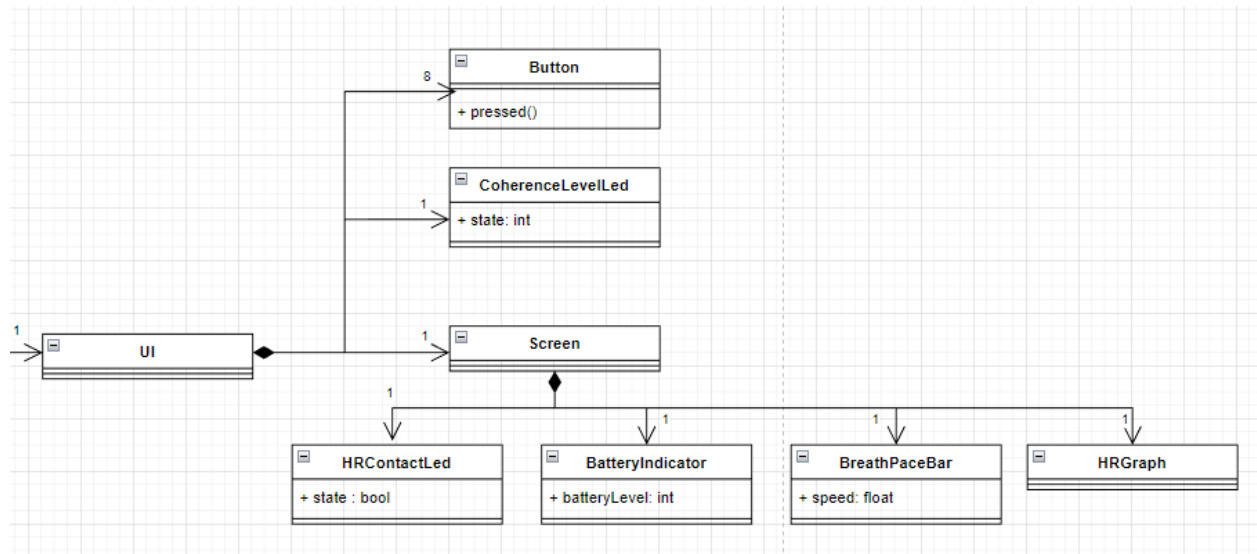 Button
8
+ pressed()
CoherenceLevelLed
1
+ state: int
1
UI
1
Screen
1
1
1
1
HRContactLed
+ state : bool
BatteryIndicator
+ batteryLevel: int
BreathPaceBar
+ speed: float
HRGraph